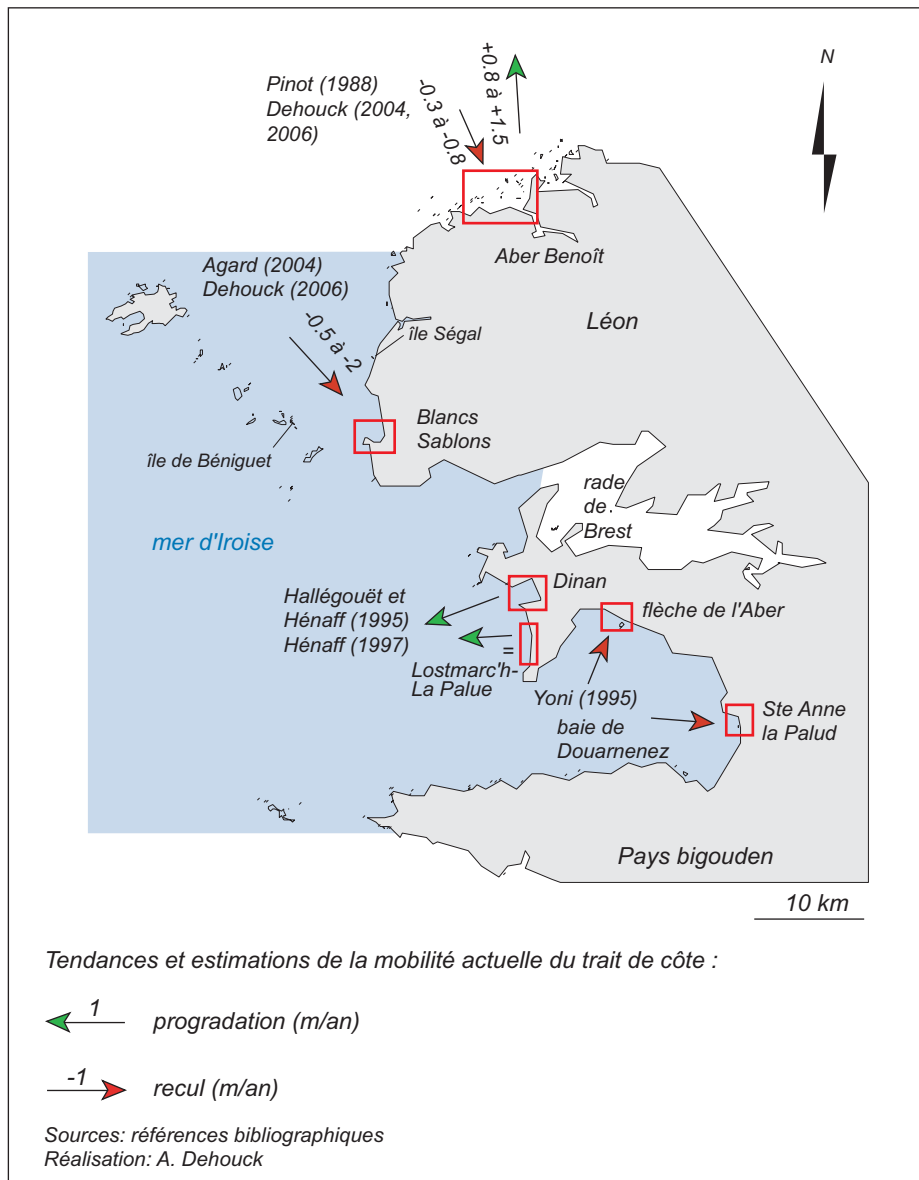 N
Pinot (1988)
Dehouck (2004,
2006)
-0.3 à -0.8
+0.8 à +1.5
Aber Benoît
Agard (2004)
Dehouck (2006)
-0.5 à -2
île Ségal
Léon
Blancs
Sablons
île de Béniguet
rade
de
Brest
mer d'Iroise
Dinan
Hallégouët et
Hénaff (1995)
Hénaff (1997)
flèche de l'Aber
=
Lostmarc'h-
La Palue
Yoni (1995)
baie de
Douarnenez
Ste Anne
la Palud
Pays bigouden
10 km
Tendances et estimations de la mobilité actuelle du trait de côte :
1
progradation (m/an)
-1
recul (m/an)
Sources: références bibliographiques
Réalisation: A. Dehouck